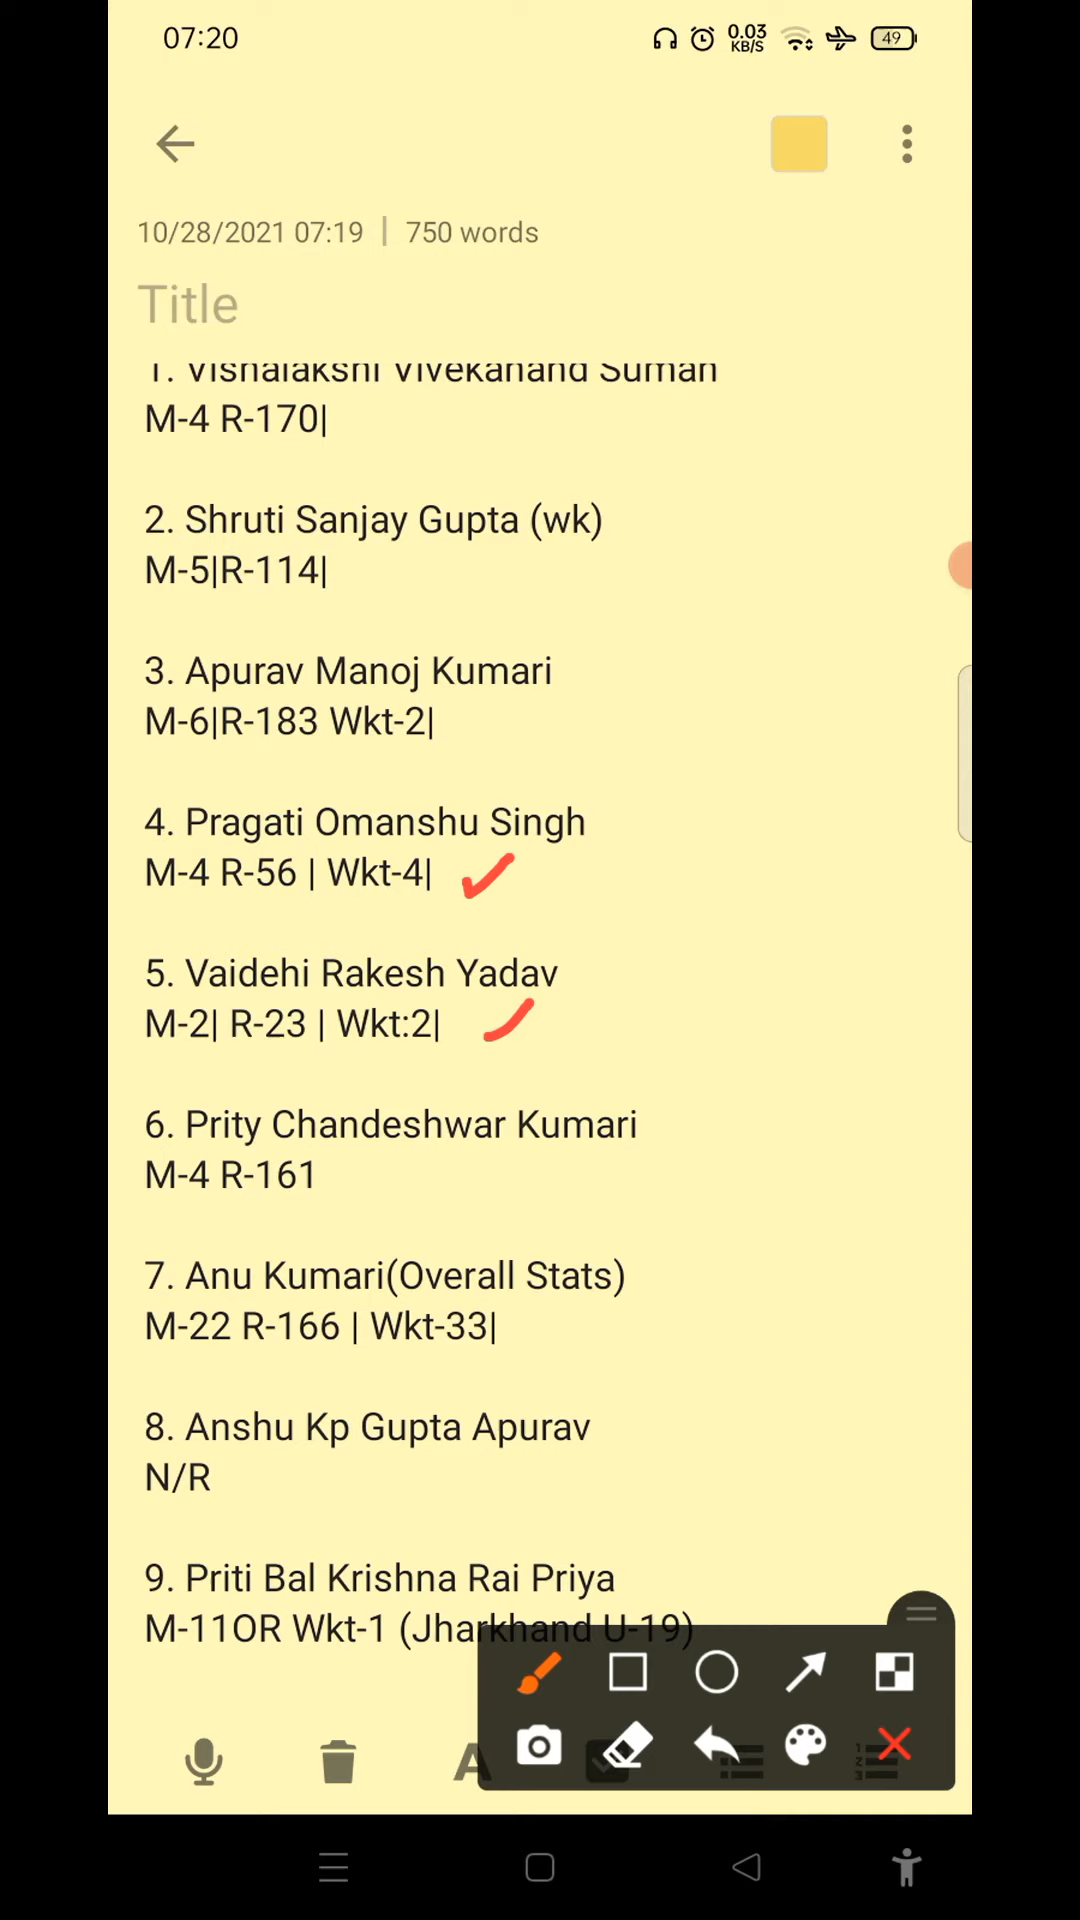 07:20
0.03
KB/S
49
10/28/2021 07:19 | 750 words
Title
1. Vishalakshi Vivekanand Suman
M-4 R-170|
2. Shruti Sanjay Gupta (wk)
M-5|R-114|
3. Apurav Manoj Kumari
M-6|R-183 Wkt-2|
4. Pragati Omanshu Singh
M-4 R-56 | Wkt-4|
5. Vaidehi Rakesh Yadav
M-2| R-23 | Wkt:2|
6. Prity Chandeshwar Kumari
M-4 R-161
7. Anu Kumari(Overall Stats)
M-22 R-166 | Wkt-33|
8. Anshu Kp Gupta Apurav
N/R
9. Priti Bal Krishna Rai Priya
M-11OR Wkt-1 (Jharkhand U-19)
A